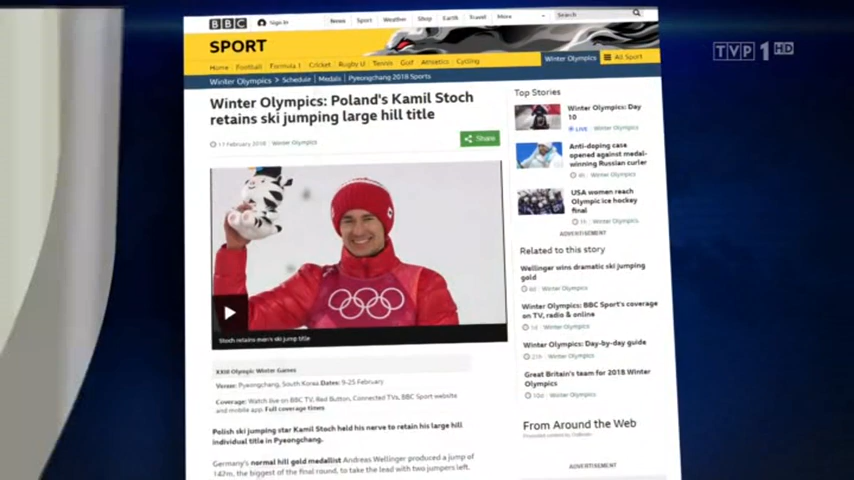 BBC Sign in News Sport Weather Shop Earth Travel More Search
SPORT
TVP 1 HD
Home Football Formula 1 Cricket Rugby U Tennis Golf Athletics Cycling Winter Olympics All Sport
Winter Olympics > Schedule Medals Pyeongchang 2018 Sports
Winter Olympics: Poland's Kamil Stoch
retains ski jumping large hill title
17 February 2018 Winter Olympics
Share
Stoch retains men's ski jump title
XXIII Olympic Winter Games
Venue: Pyeongchang, South Korea Dates: 9-25 February
Coverage: Watch live on BBC TV, Red Button, Connected TVs, BBC Sport website
and mobile app. Full coverage times
Polish ski jumping star Kamil Stoch held his nerve to retain his large hill
individual title in Pyeongchang.
Germany's normal hill gold medallist Andreas Wellinger produced a jump of
142m, the biggest of the final round, to take the lead with two jumpers left.
Top Stories
Winter Olympics: Day
10
LIVE Winter Olympics
Anti-doping case
opened against medal-
winning Russian curler
4h Winter Olympics
USA women reach
Olympic ice hockey
final
1h Winter Olympics
ADVERTISEMENT
Related to this story
Wellinger wins dramatic ski jumping
gold
Winter Olympics
Winter Olympics: BBC Sport's coverage
on TV, radio & online
1d Winter Olympics
Winter Olympics: Day-by-day guide
21h Winter Olympics
Great Britain's team for 2018 Winter
Olympics
10d Winter Olympics
From Around the Web
ADVERTISEMENT